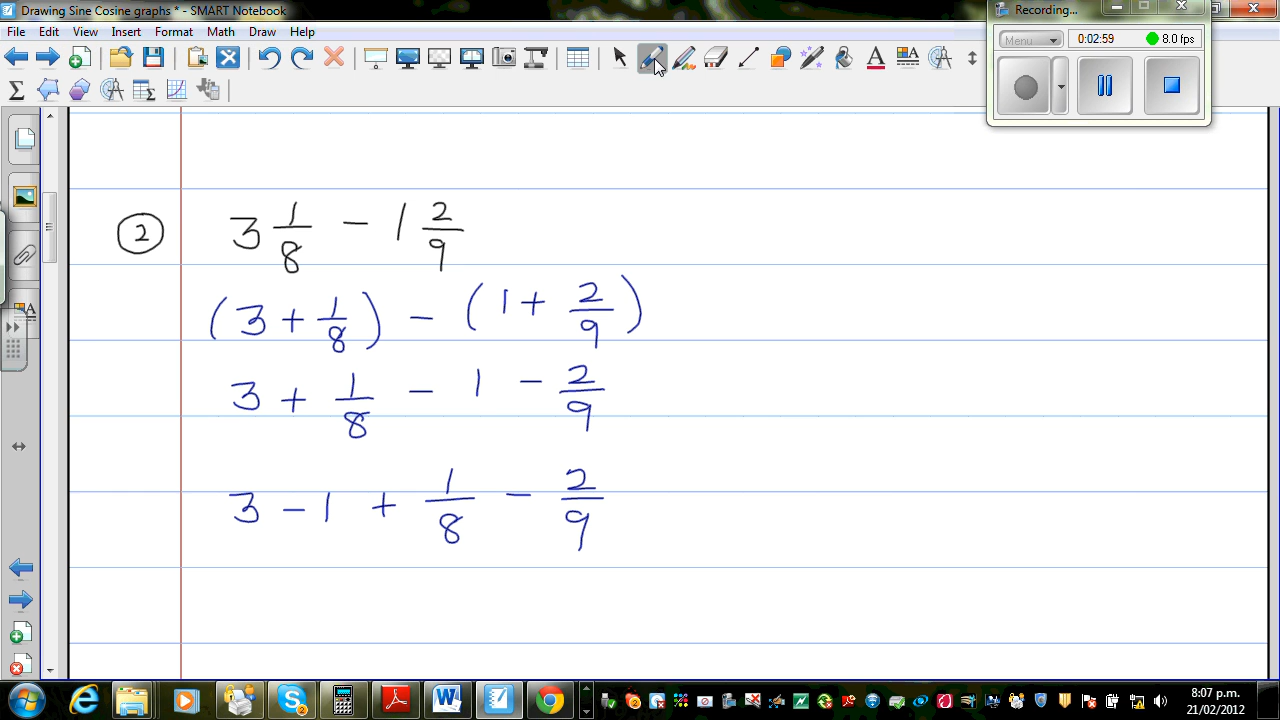 Drawing Sine Cosine graphs * - SMART Notebook
Recording...
File Edit View Insert Format Math Draw Help
Menu 0:02:59 8.0 fps
② 3 1/8 − 1 2/9
(3 + 1/8) − (1 + 2/9)
3 + 1/8 − 1 − 2/9
3 − 1 + 1/8 − 2/9
8:07 p.m.
21/02/2012